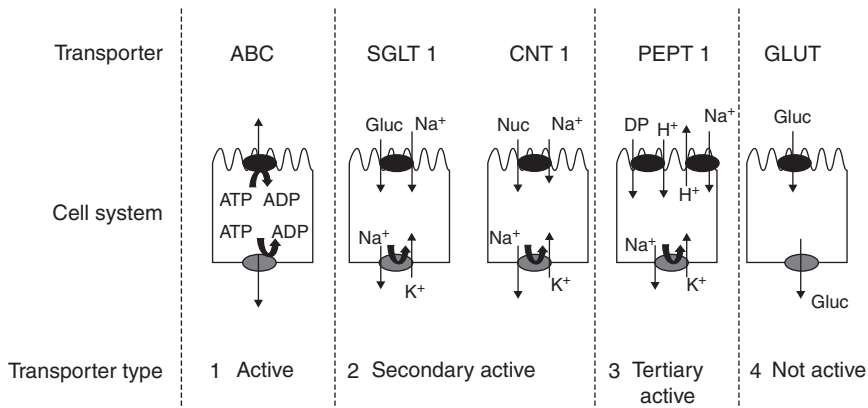 Transporter ABC SGLT 1 CNT 1 PEPT 1 GLUT
Gluc Na⁺ Nuc Na⁺ DP H⁺ Na⁺ Gluc
ATP ADP H⁺
Cell system
ATP ADP Na⁺ Na⁺ Na⁺
K⁺ K⁺ K⁺ Gluc
Transporter type 1 Active 2 Secondary active 3 Tertiary 4 Not active
active